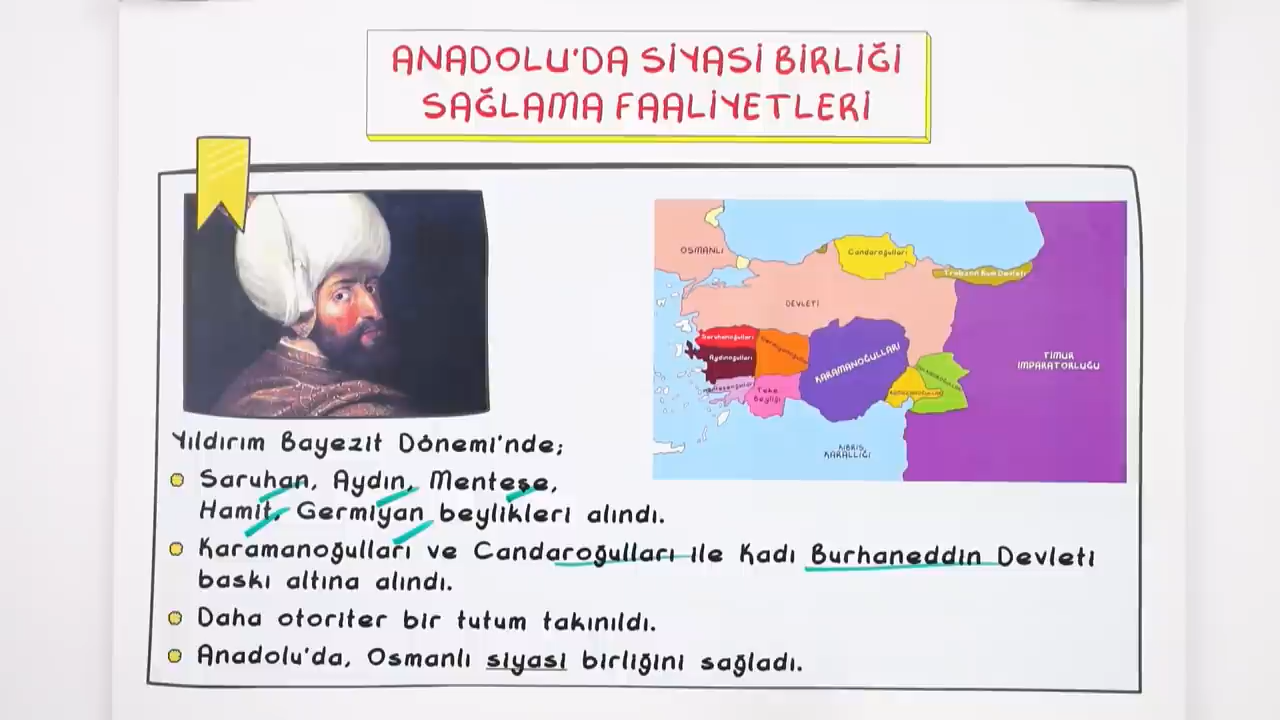 ANADOLU'DA SİYASİ BİRLİĞİ
SAĞLAMA FAALİYETLERİ
OSMANLI
Candaroğulları
Trabzon Rum Devleti
DEVLETİ
Saruhanoğulları
Germiyanoğulları
Aydınoğulları
KARAMANOĞULLARI
TİMUR
İMPARATORLUĞU
Teke
Beyliği
KIBRIS
KRALLIĞI
Yıldırım Bayezit Dönemi'nde;
Saruhan, Aydın, Menteşe,
Hamit, Germiyan beylikleri alındı.
Karamanoğulları ve Candaroğulları ile Kadı Burhaneddin Devleti
baskı altına alındı.
Daha otoriter bir tutum takınıldı.
Anadolu'da, Osmanlı siyasi birliğini sağladı.